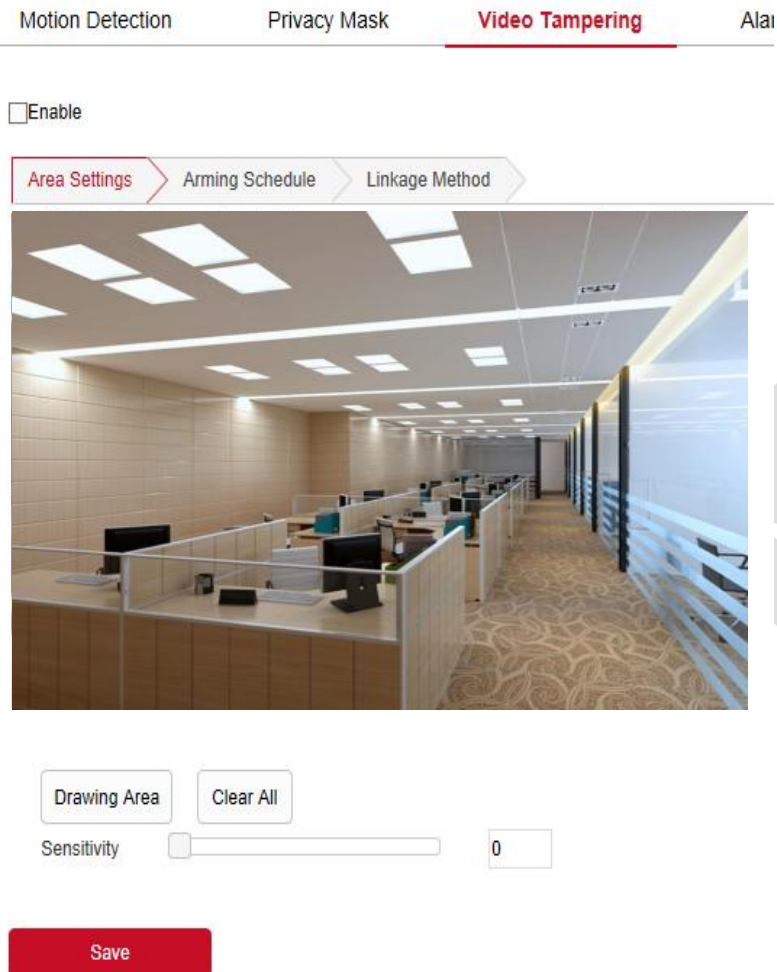 Motion Detection Privacy Mask Video Tampering Alar
Enable
Area Settings Arming Schedule Linkage Method
Drawing Area Clear All
Sensitivity 0
Save